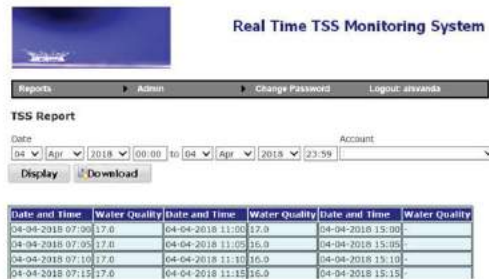 Real Time TSS Monitoring System
Reports Admin Change Password Logout: aisvanda
TSS Report
Date Account
04 Apr 2018 00:00 to 04 Apr 2018 23:59
Display Download
Date and Time Water Quality Date and Time Water Quality Date and Time Water Quality
04-04-2018 07:00 17.0 04-04-2018 11:00 17.0 04-04-2018 15:00 -
04-04-2018 07:05 17.0 04-04-2018 11:05 16.0 04-04-2018 15:05 -
04-04-2018 07:10 17.0 04-04-2018 11:10 16.0 04-04-2018 15:10 -
04-04-2018 07:15 17.0 04-04-2018 11:15 16.0 04-04-2018 15:15 -